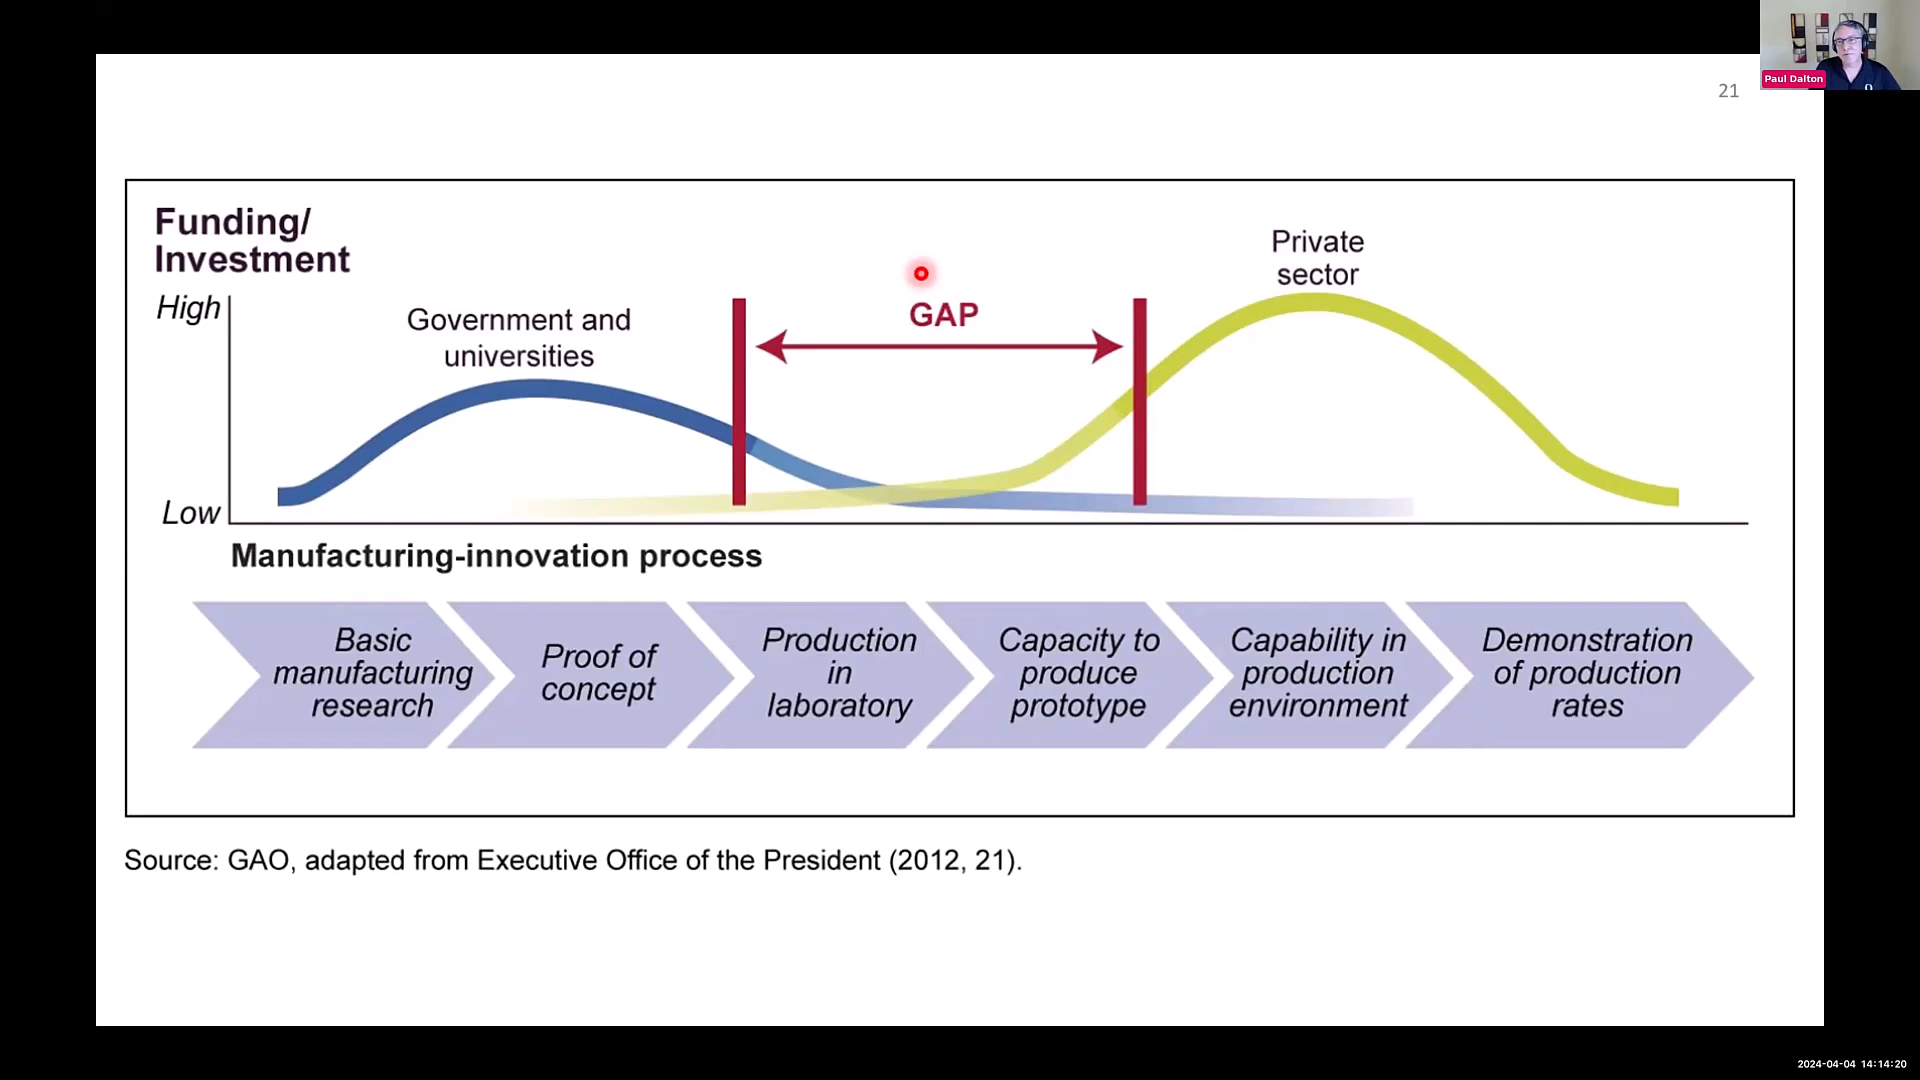 Paul Dalton
21
Funding/
Investment
High
Low
Government and
universities
GAP
Private
sector
Manufacturing-innovation process
Basic
manufacturing
research
Proof of
concept
Production
in
laboratory
Capacity to
produce
prototype
Capability in
production
environment
Demonstration
of production
rates
Source: GAO, adapted from Executive Office of the President (2012, 21).
2024-04-04 14:14:20